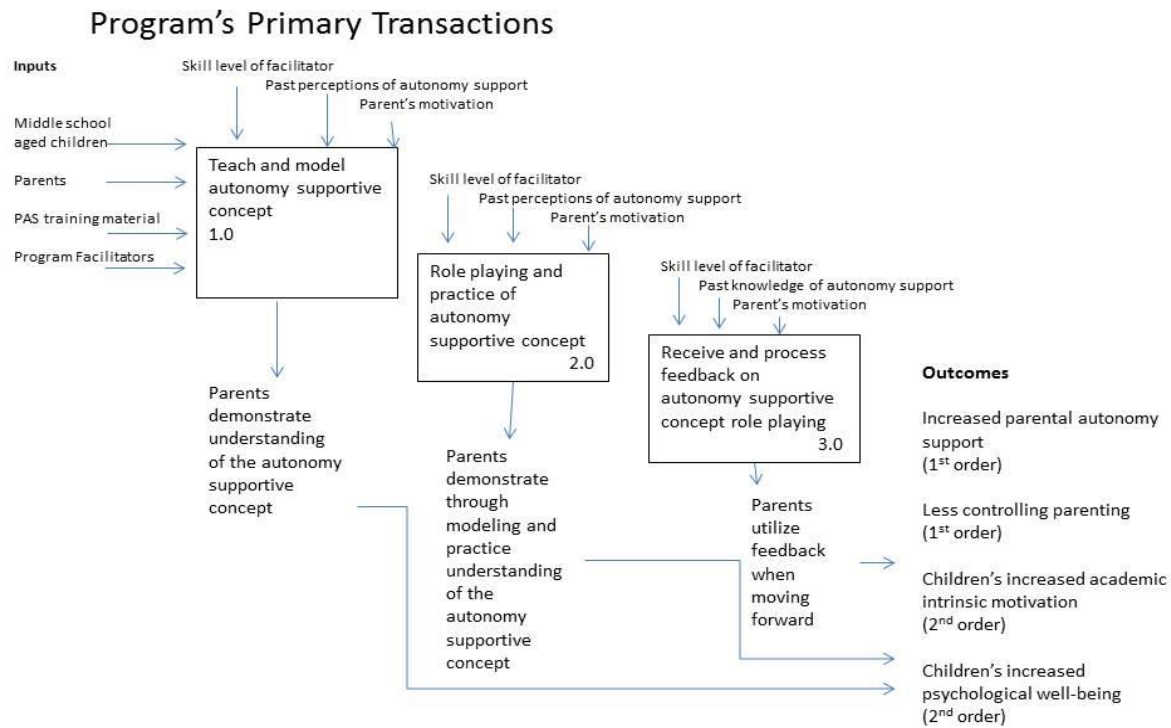 Program's Primary Transactions
Inputs
Middle school
aged children
Parents
PAS training material
Program Facilitators
Skill level of facilitator
Past perceptions of autonomy support
Parent's motivation
Teach and model
autonomy supportive
concept
1.0
Parents
demonstrate
understanding
of the autonomy
supportive
concept
Skill level of facilitator
Past perceptions of autonomy support
Parent's motivation
Role playing and
practice of
autonomy
supportive concept
2.0
Parents
demonstrate
through
modeling and
practice
understanding
of the
autonomy
supportive
concept
Skill level of facilitator
Past knowledge of autonomy support
Parent's motivation
Receive and process
feedback on
autonomy supportive
concept role playing
3.0
Parents
utilize
feedback
when
moving
forward
Outcomes
Increased parental autonomy
support
(1st order)
Less controlling parenting
(1st order)
Children's increased academic
intrinsic motivation
(2nd order)
Children's increased
psychological well-being
(2nd order)